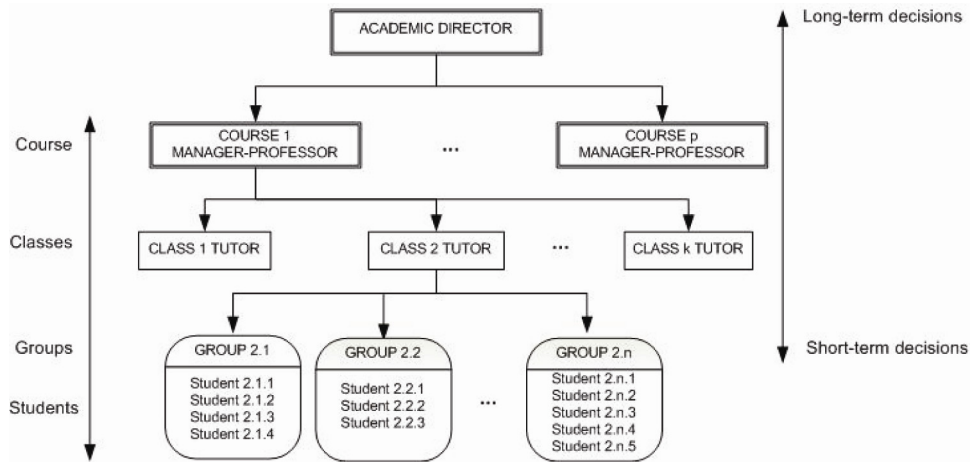 ACADEMIC DIRECTOR
Long-term decisions
Course
COURSE 1
MANAGER-PROFESSOR
...
COURSE p
MANAGER-PROFESSOR
Classes
CLASS 1 TUTOR
CLASS 2 TUTOR
...
CLASS k TUTOR
Groups
GROUP 2.1
GROUP 2.2
GROUP 2.n
Short-term decisions
Students
Student 2.1.1
Student 2.1.2
Student 2.1.3
Student 2.1.4
Student 2.2.1
Student 2.2.2
Student 2.2.3
...
Student 2.n.1
Student 2.n.2
Student 2.n.3
Student 2.n.4
Student 2.n.5